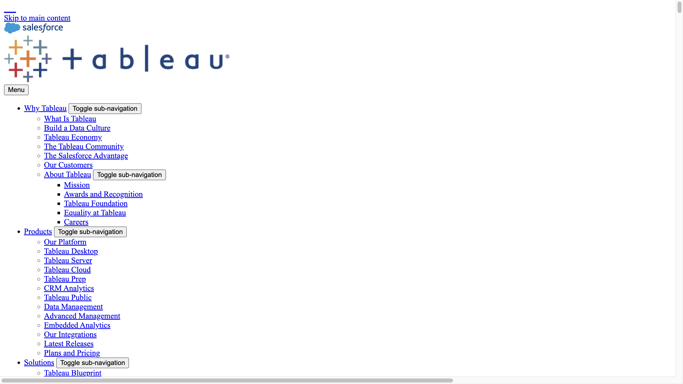 Skip to main content
salesforce
+ableau
Menu
Why Tableau Toggle sub-navigation
What Is Tableau
Build a Data Culture
Tableau Economy
The Tableau Community
The Salesforce Advantage
Our Customers
About Tableau Toggle sub-navigation
Mission
Awards and Recognition
Tableau Foundation
Equality at Tableau
Careers
Products Toggle sub-navigation
Our Platform
Tableau Desktop
Tableau Server
Tableau Cloud
Tableau Prep
CRM Analytics
Tableau Public
Data Management
Advanced Management
Embedded Analytics
Our Integrations
Latest Releases
Plans and Pricing
Solutions Toggle sub-navigation
Tableau Blueprint